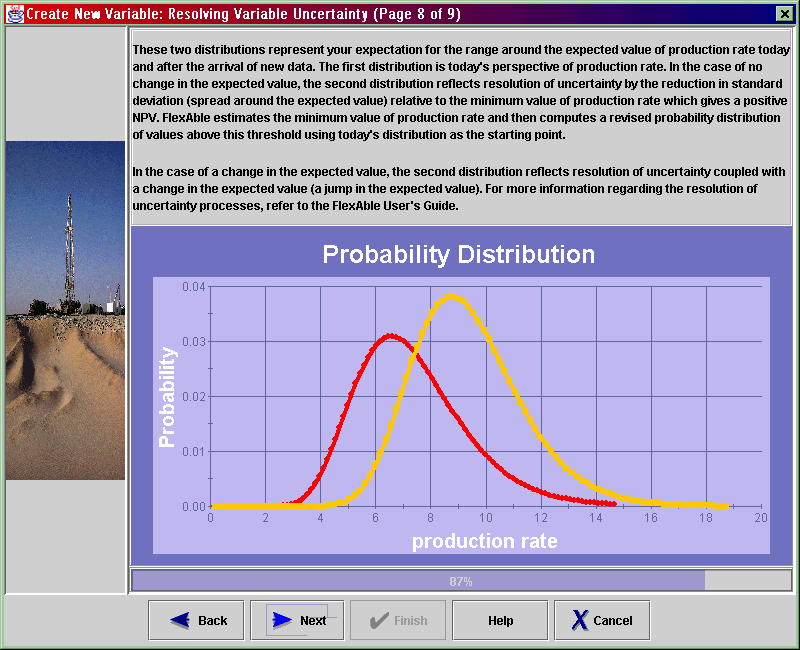 Create New Variable: Resolving Variable Uncertainty (Page 8 of 9)
These two distributions represent your expectation for the range around the expected value of production rate today
and after the arrival of new data. The first distribution is today's perspective of production rate. In the case of no
change in the expected value, the second distribution reflects resolution of uncertainty by the reduction in standard
deviation (spread around the expected value) relative to the minimum value of production rate which gives a positive
NPV. FlexAble estimates the minimum value of production rate and then computes a revised probability distribution
of values above this threshold using today's distribution as the starting point.
In the case of a change in the expected value, the second distribution reflects resolution of uncertainty coupled with
a change in the expected value (a jump in the expected value). For more information regarding the resolution of
uncertainty processes, refer to the FlexAble User's Guide.
Probability Distribution
0.04
0.03
0.02
0.01
0.00
Probability
0 2 4 6 8 10 12 14 16 18 20
production rate
87%
Back Next Finish Help Cancel